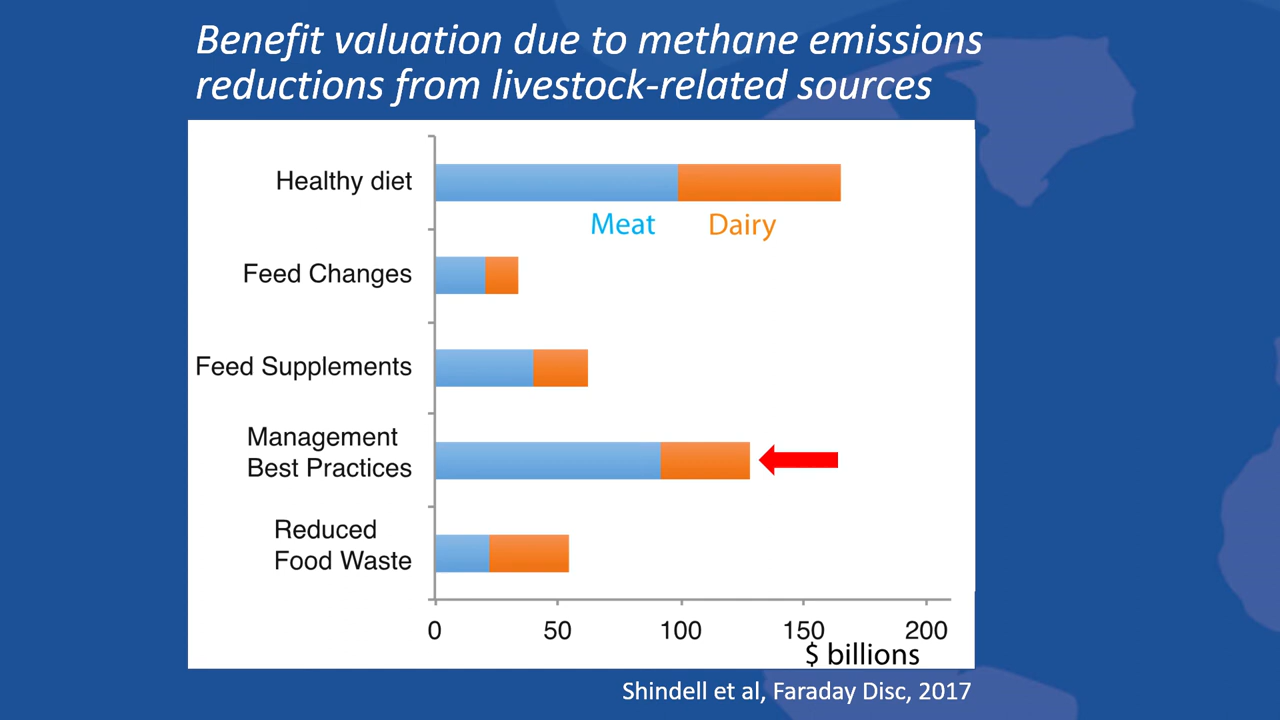 Benefit valuation due to methane emissions
reductions from livestock-related sources
Healthy diet
Meat Dairy
Feed Changes
Feed Supplements
Management
Best Practices
Reduced
Food Waste
0 50 100 150 200
$ billions
Shindell et al, Faraday Disc, 2017